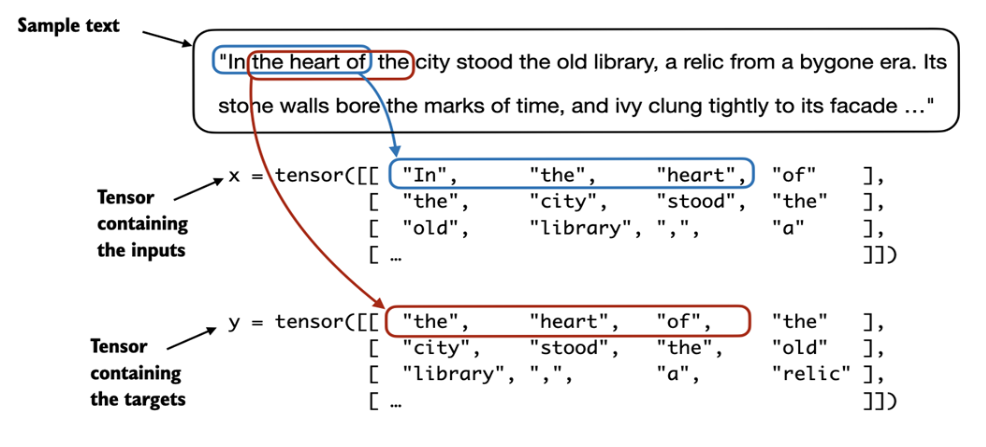 Sample text
"In the heart of the city stood the old library, a relic from a bygone era. Its
stone walls bore the marks of time, and ivy clung tightly to its facade …"
x = tensor([[ "In", "the", "heart", "of" ],
[ "the", "city", "stood", "the" ],
[ "old", "library", ",", "a" ],
[ … ]])
Tensor
containing
the inputs
y = tensor([[ "the", "heart", "of", "the" ],
[ "city", "stood", "the", "old" ],
[ "library", ",", "a", "relic" ],
[ … ]])
Tensor
containing
the targets